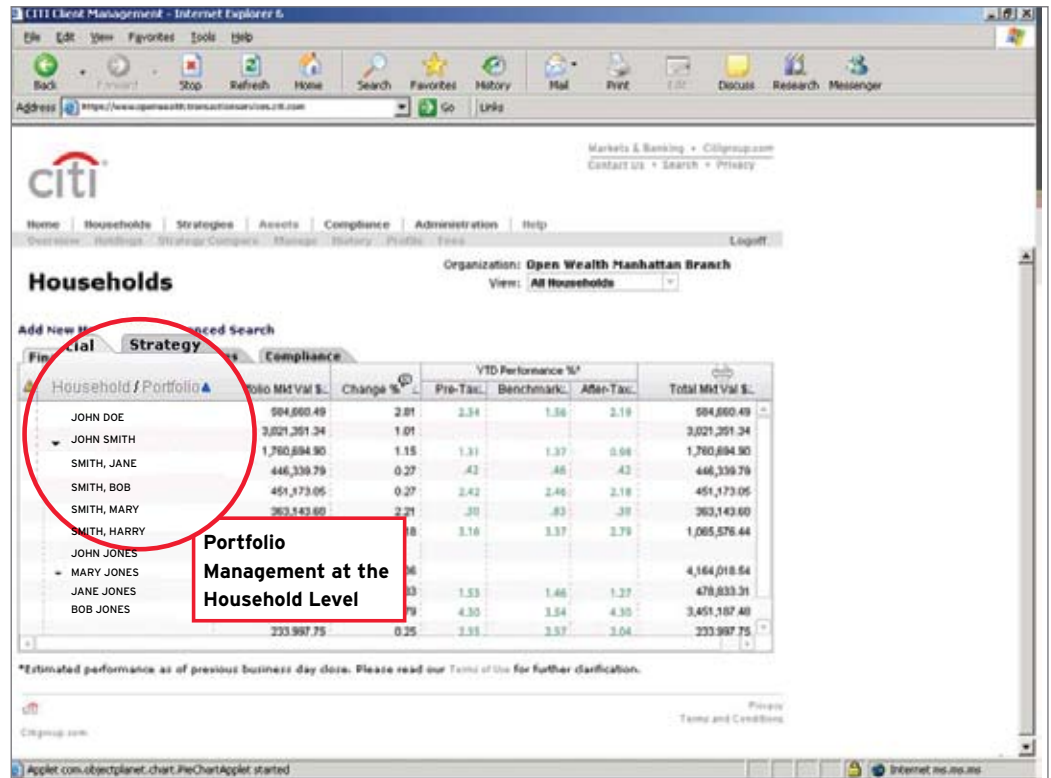 CITI Client Management - Internet Explorer 6
File Edit View Favorites Tools Help
Back Forward Stop Refresh Home Search Favorites History Mail Print Edit Discuss Research Messenger
Address Go Links
citi
Markets & Banking • Citigroup.com
Contact Us • Search • Privacy
Home Households Strategies Assets Compliance Administration Help
Overview Holdings Strategy Compare Manage History Profile Fees Logoff
Households
Organization: Open Wealth Manhattan Branch
View: All Households
Add New Search
Strategy Compliance
YTD Performance %*
Household / Portfolio Mkt Val $.. Change % Pre-Tax.. Benchmark.. After-Tax.. Total Mkt Val $..
JOHN DOE 584,660.49 2.81 2.34 1.56 2.19 584,660.49
JOHN SMITH 3,021,351.34 1.01 3,021,351.34
SMITH, JANE 1,760,694.90 1.15 1.31 1.37 0.98 1,760,694.90
SMITH, BOB 446,339.79 0.27 .42 .46 .42 446,339.79
SMITH, MARY 451,173.05 0.27 2.42 2.46 2.18 451,173.05
SMITH, HARRY 363,143.60 2.21 .30 .83 .30 363,143.60
JOHN JONES 3.16 3.37 2.79 1,065,576.44
MARY JONES 4,164,018.54
JANE JONES 1.53 1.46 1.27 478,833.31
BOB JONES 4.30 3.54 4.30 3,451,187.40
233.997.75 0.25 3.57 3.04 233.997 75
Portfolio
Management at the
Household Level
*Estimated performance as of previous business day close. Please read our Terms of Use for further clarification.
citi
Privacy
Terms and Conditions
Citigroup.com
Applet com.objectplanet.chart.PieChartApplet started
Internet